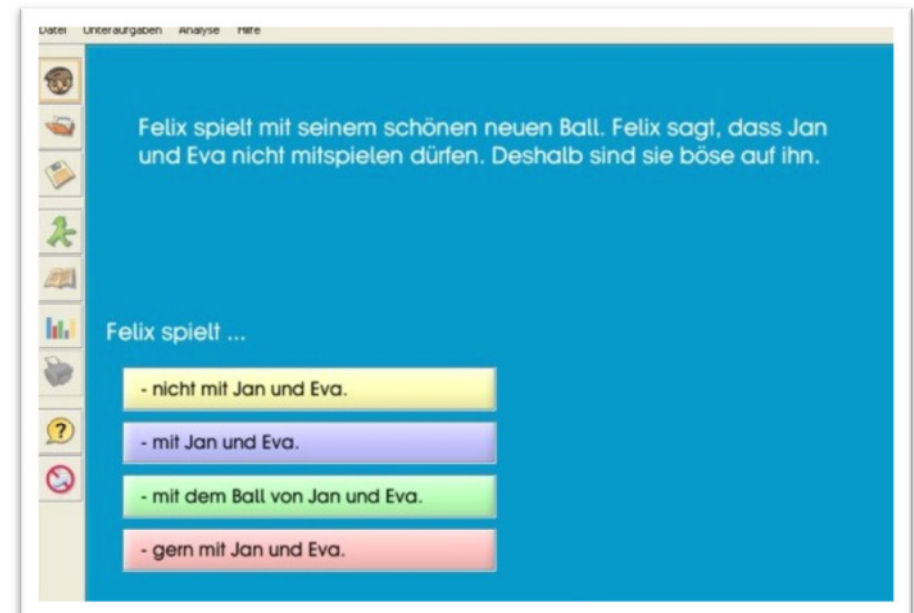 Datei Unteraufgaben Analyse Hilfe
Felix spielt mit seinem schönen neuen Ball. Felix sagt, dass Jan
und Eva nicht mitspielen dürfen. Deshalb sind sie böse auf ihn.
Felix spielt ...
- nicht mit Jan und Eva.
- mit Jan und Eva.
- mit dem Ball von Jan und Eva.
- gern mit Jan und Eva.
?